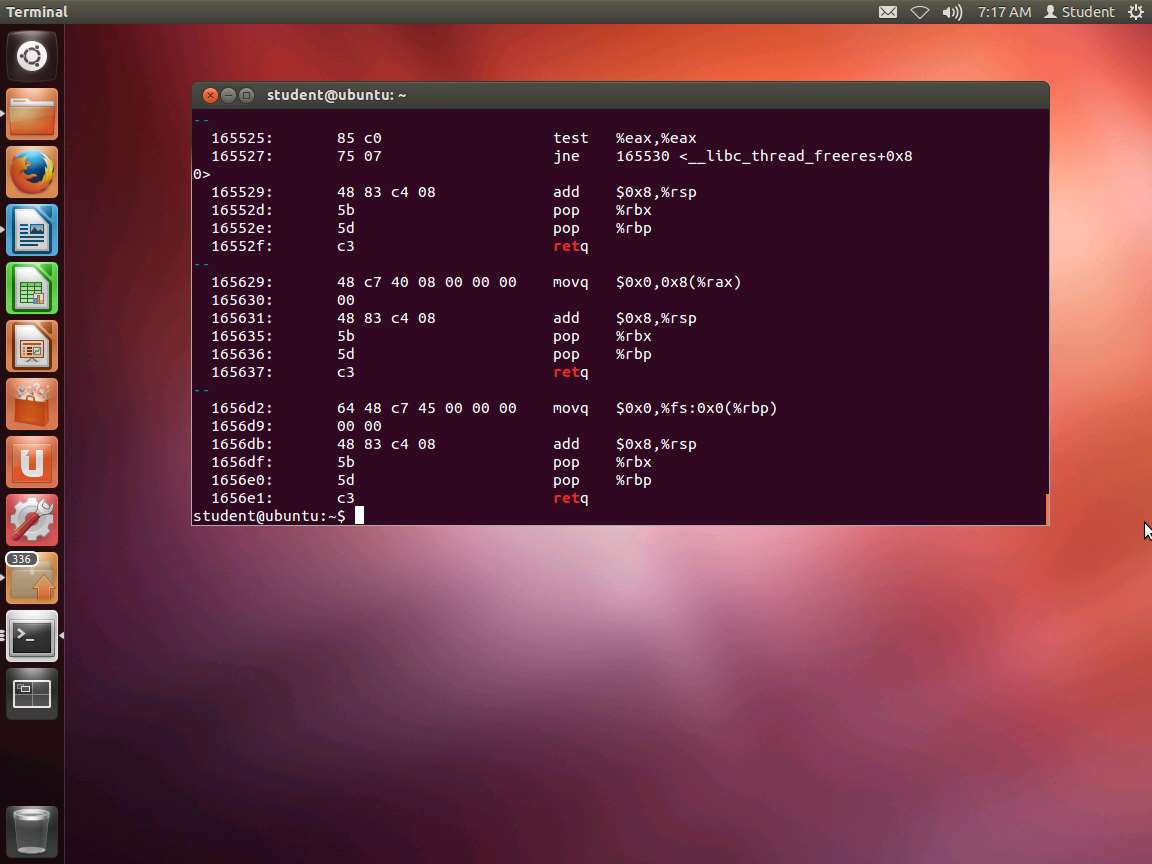 Terminal
7:17 AM Student
student@ubuntu: ~
--
165525: 85 c0 test %eax,%eax
165527: 75 07 jne 165530 <__libc_thread_freeres+0x8
0>
165529: 48 83 c4 08 add $0x8,%rsp
16552d: 5b pop %rbx
16552e: 5d pop %rbp
16552f: c3 retq
--
165629: 48 c7 40 08 00 00 00 movq $0x0,0x8(%rax)
165630: 00
165631: 48 83 c4 08 add $0x8,%rsp
165635: 5b pop %rbx
165636: 5d pop %rbp
165637: c3 retq
--
1656d2: 64 48 c7 45 00 00 00 movq $0x0,%fs:0x0(%rbp)
1656d9: 00 00
1656db: 48 83 c4 08 add $0x8,%rsp
1656df: 5b pop %rbx
1656e0: 5d pop %rbp
1656e1: c3 retq
student@ubuntu:~$
336